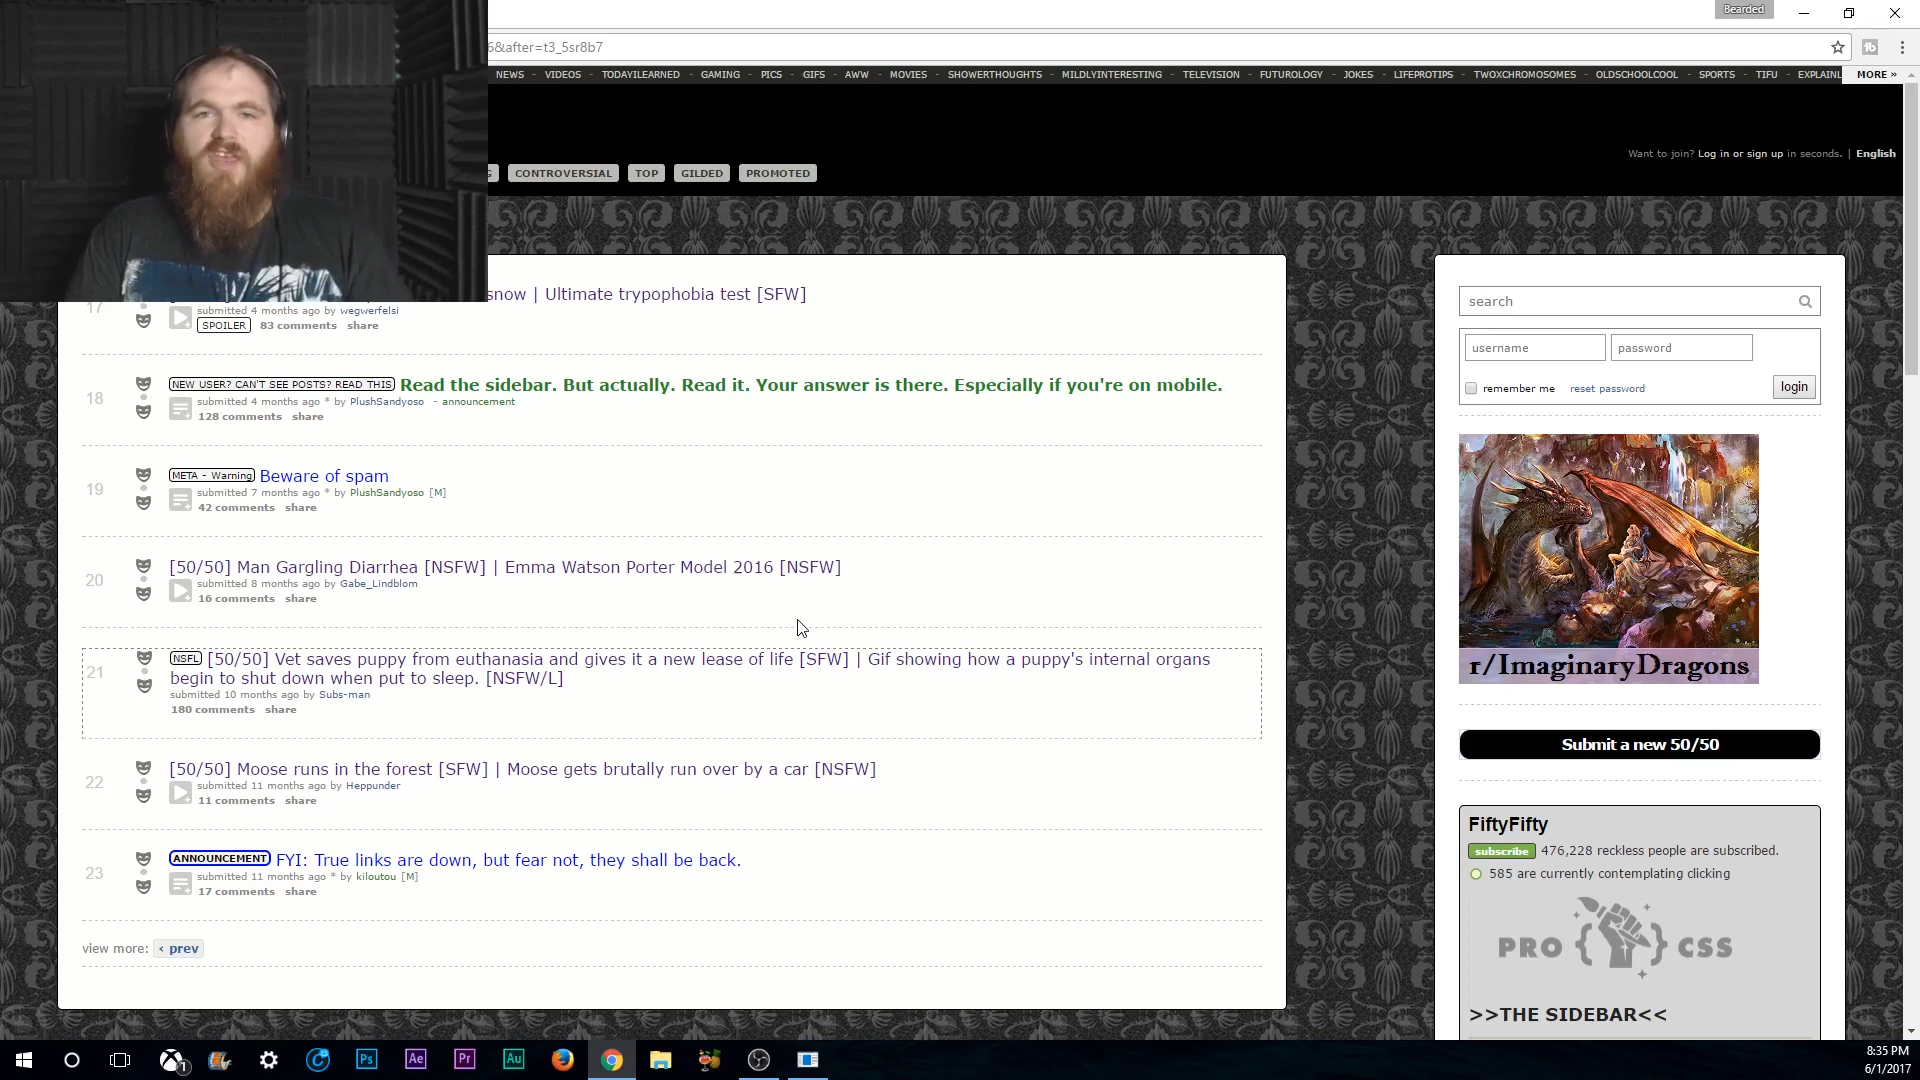 Bearded
6&after=t3_5sr8b7
NEWS - VIDEOS - TODAYILEARNED - GAMING - PICS - GIFS - AWW - MOVIES - SHOWERTHOUGHTS - MILDLYINTERESTING - TELEVISION - FUTUROLOGY - JOKES - LIFEPROTIPS - TWOXCHROMOSOMES - OLDSCHOOLCOOL - SPORTS - TIFU - EXPLAINL MORE »
Want to join? Log in or sign up in seconds. | English
CONTROVERSIAL TOP GILDED PROMOTED
snow | Ultimate trypophobia test [SFW]
17
submitted 4 months ago by wegwerfelsi
SPOILER 83 comments share
18
NEW USER? CAN'T SEE POSTS? READ THIS Read the sidebar. But actually. Read it. Your answer is there. Especially if you're on mobile.
submitted 4 months ago * by PlushSandyoso - announcement
128 comments share
19
META - Warning Beware of spam
submitted 7 months ago * by PlushSandyoso [M]
42 comments share
20
[50/50] Man Gargling Diarrhea [NSFW] | Emma Watson Porter Model 2016 [NSFW]
submitted 8 months ago by Gabe_Lindblom
16 comments share
21
NSFL [50/50] Vet saves puppy from euthanasia and gives it a new lease of life [SFW] | Gif showing how a puppy's internal organs
begin to shut down when put to sleep. [NSFW/L]
submitted 10 months ago by Subs-man
180 comments share
22
[50/50] Moose runs in the forest [SFW] | Moose gets brutally run over by a car [NSFW]
submitted 11 months ago by Heppunder
11 comments share
23
ANNOUNCEMENT FYI: True links are down, but fear not, they shall be back.
submitted 11 months ago * by kiloutou [M]
17 comments share
view more: ‹ prev
search
username password
remember me reset password login
r/ImaginaryDragons
Submit a new 50/50
FiftyFifty
subscribe 476,228 reckless people are subscribed.
585 are currently contemplating clicking
PRO { } CSS
>>THE SIDEBAR<<
1 Ps Ae Pr Au
8:35 PM
6/1/2017